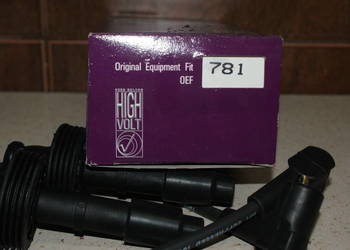 Original Equipment Fit
OEF
781
HIGH
VOLT